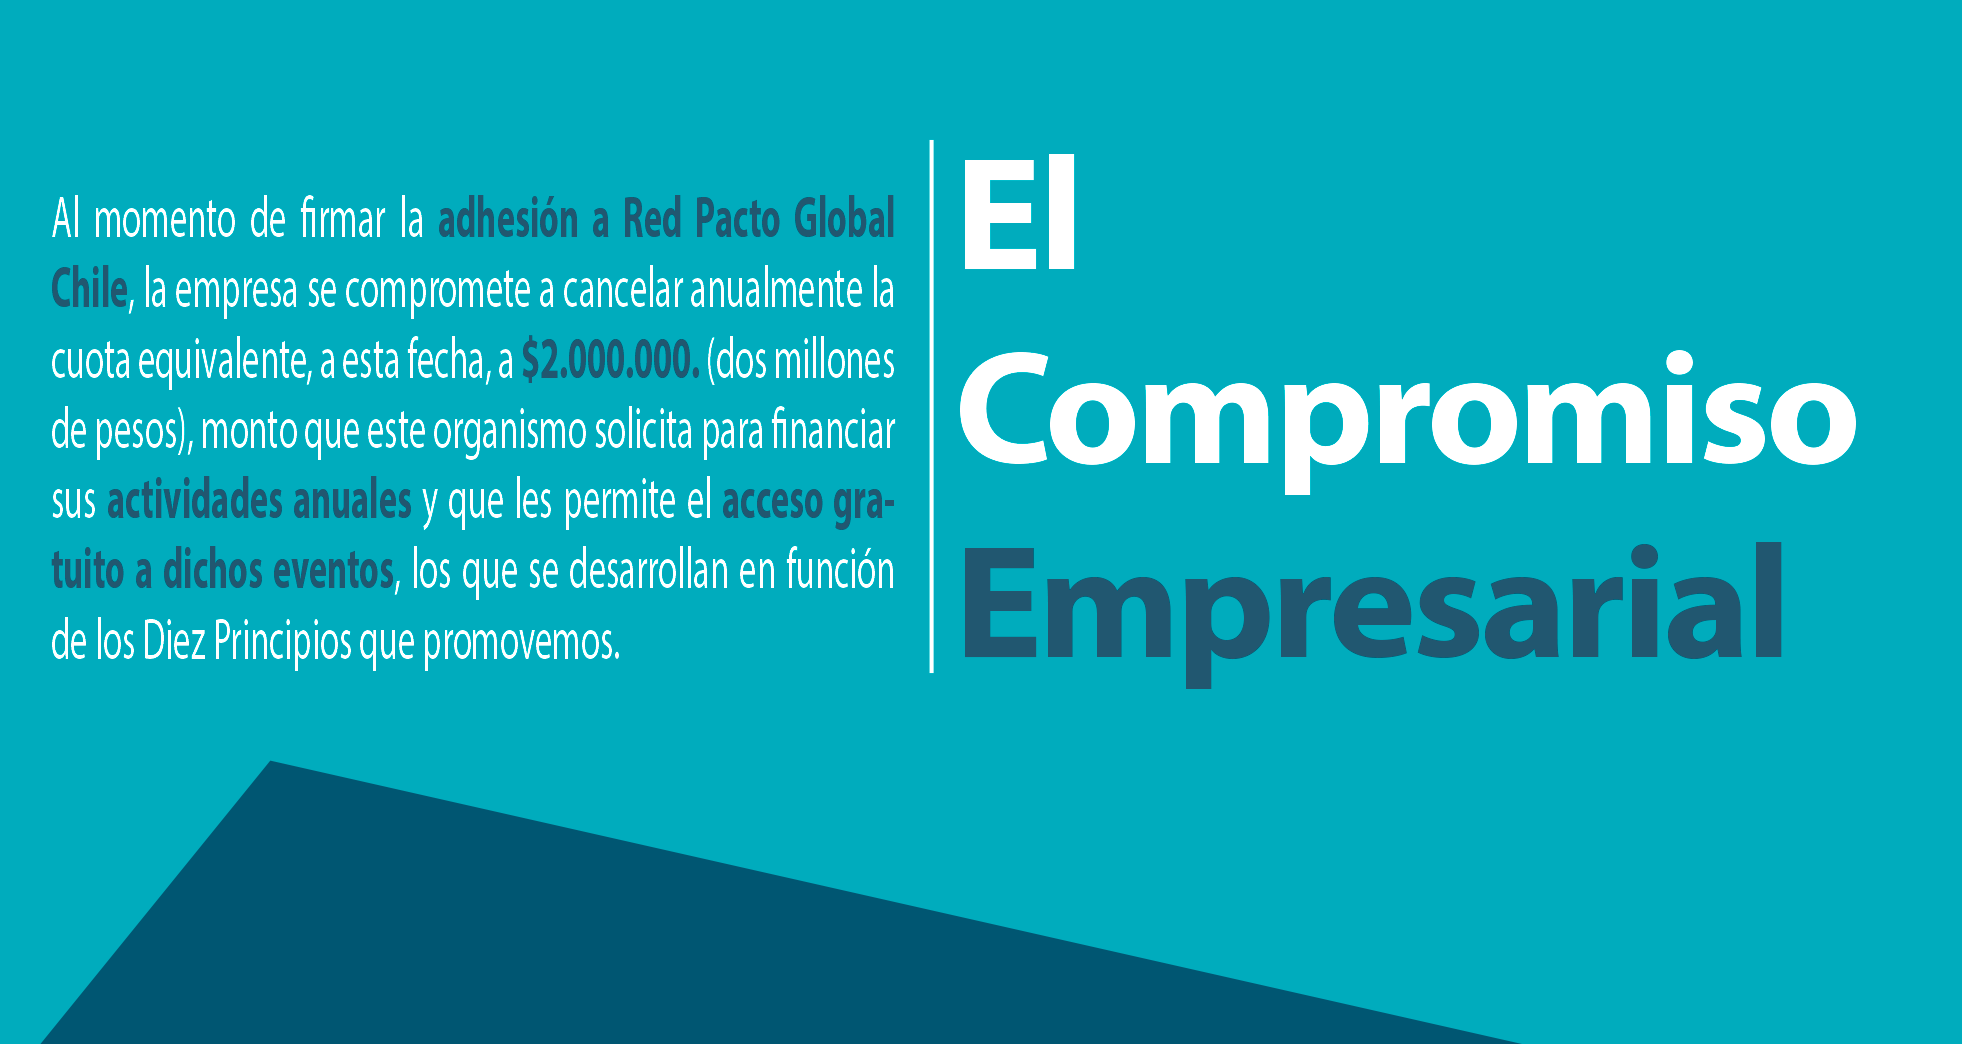 Al momento de firmar la adhesión a Red Pacto Global
Chile, la empresa se compromete a cancelar anualmente la
cuota equivalente, a esta fecha, a $2.000.000. (dos millones
de pesos), monto que este organismo solicita para financiar
sus actividades anuales y que les permite el acceso gra-
tuito a dichos eventos, los que se desarrollan en función
de los Diez Principios que promovemos.
El
Compromiso
Empresarial